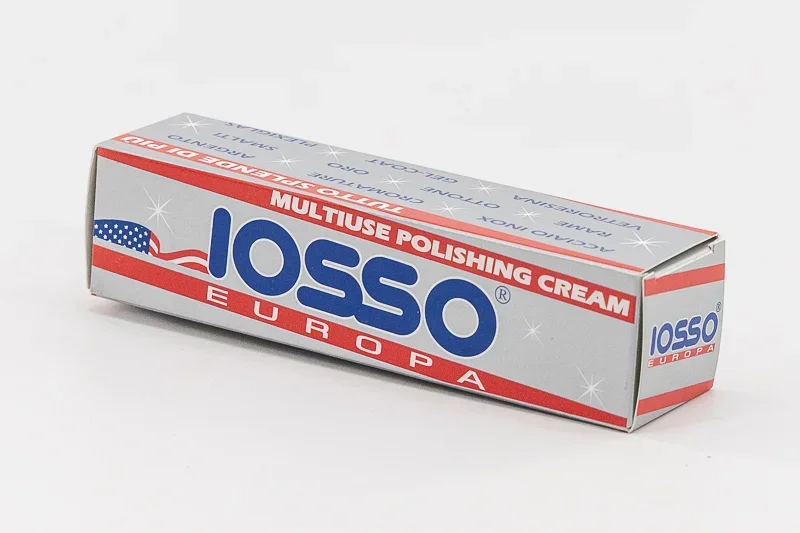 MULTIUSE POLISHING CREAM
IOSSO®
EUROPA
IOSSO®
EUROPA
TUTTO SPLENDE DI PIÙ
ACCIAIO INOX CROMATURE ARGENTO
RAME OTTONE ORO SMALTI
VETRORESINA GEL-COAT PLEXIGLAS